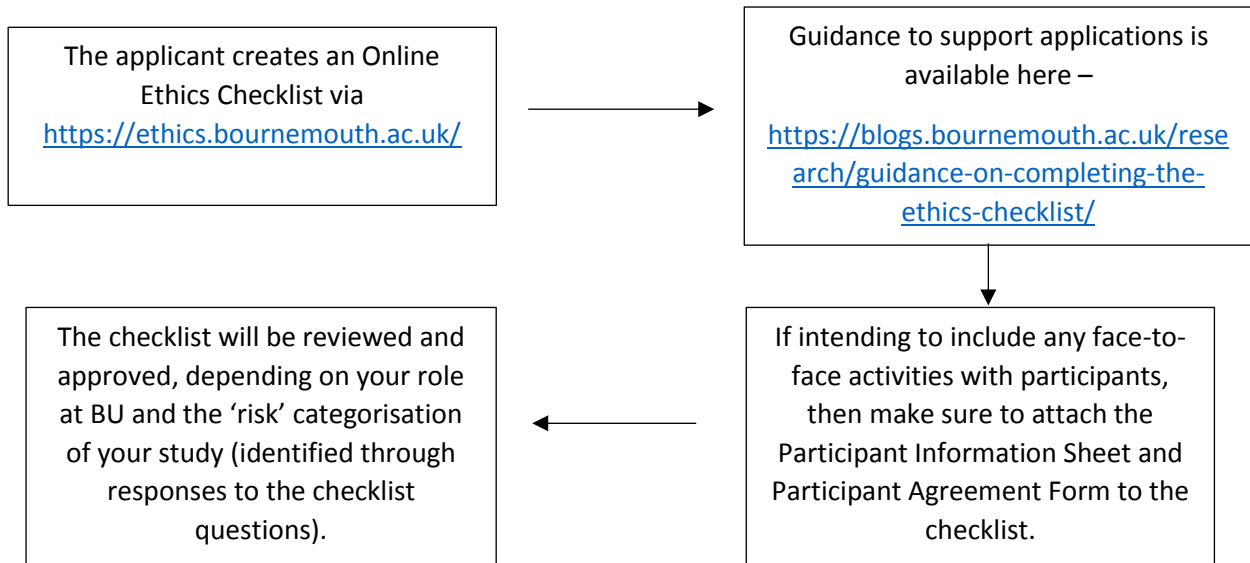 The applicant creates an Online
Ethics Checklist via
https://ethics.bournemouth.ac.uk/
Guidance to support applications is
available here –
https://blogs.bournemouth.ac.uk/rese
arch/guidance-on-completing-the-
ethics-checklist/
If intending to include any face-to-
face activities with participants,
then make sure to attach the
Participant Information Sheet and
Participant Agreement Form to the
checklist.
The checklist will be reviewed and
approved, depending on your role
at BU and the ‘risk’ categorisation
of your study (identified through
responses to the checklist
questions).